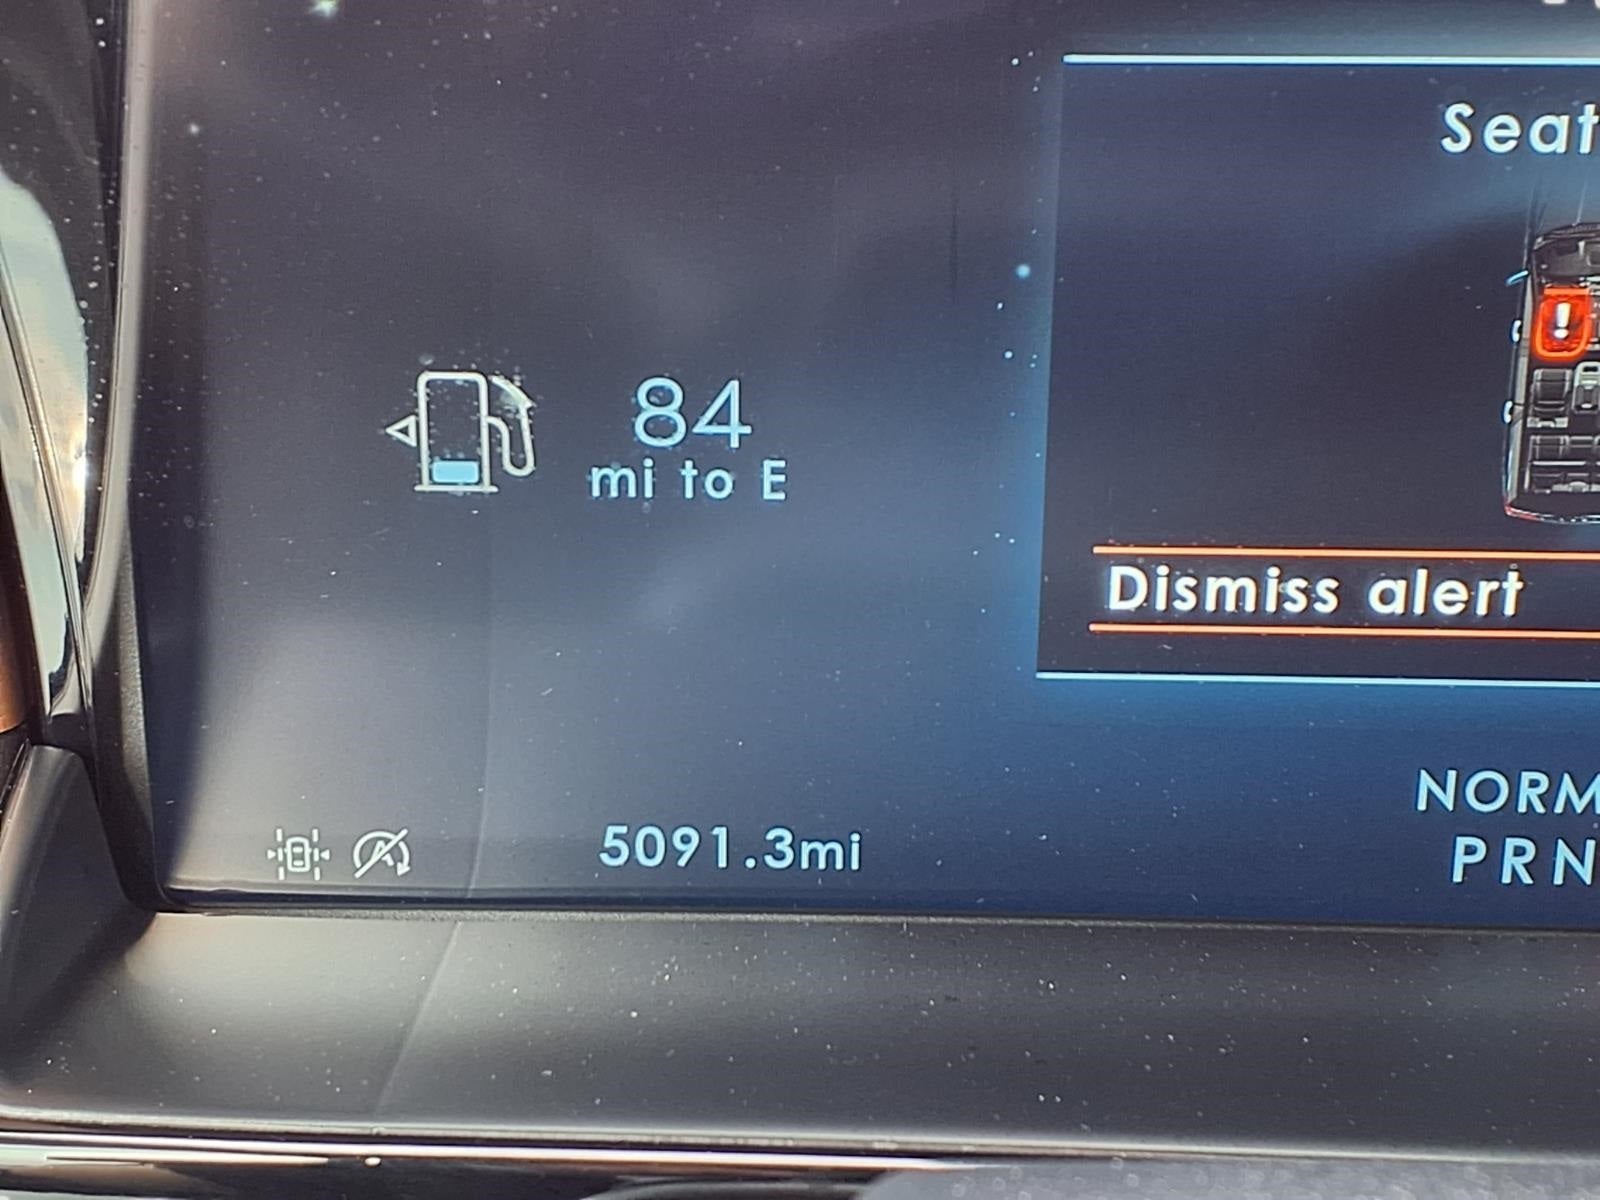 Seat
84
mi to E
Dismiss alert
5091.3mi
NORM
PRN